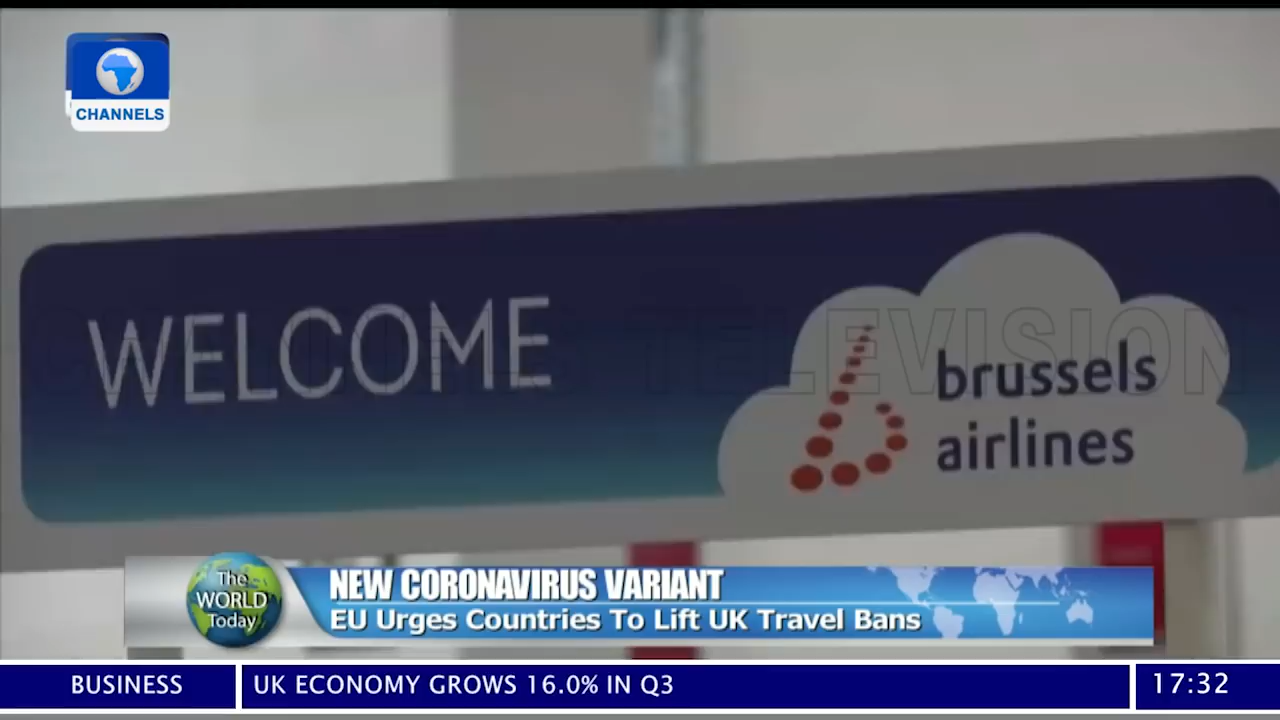 CHANNELS
WELCOME
TELEVISION
brussels
airlines
The
WORLD
Today
NEW CORONAVIRUS VARIANT
EU Urges Countries To Lift UK Travel Bans
BUSINESS
UK ECONOMY GROWS 16.0% IN Q3
17:32